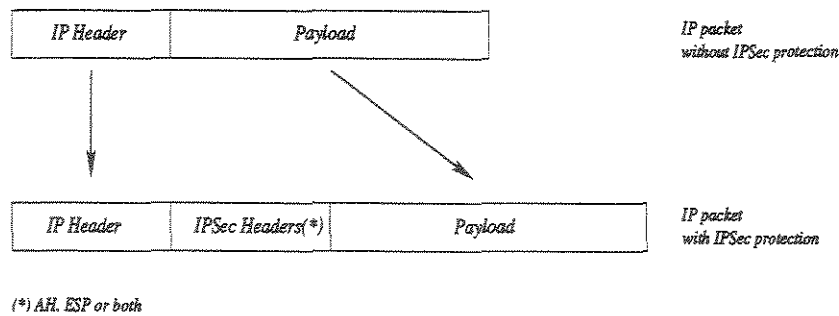 IP Header Payload
IP packet
without IPSec protection
IP Header IPSec Headers(*) Payload
IP packet
with IPSec protection
(*) AH, ESP or both